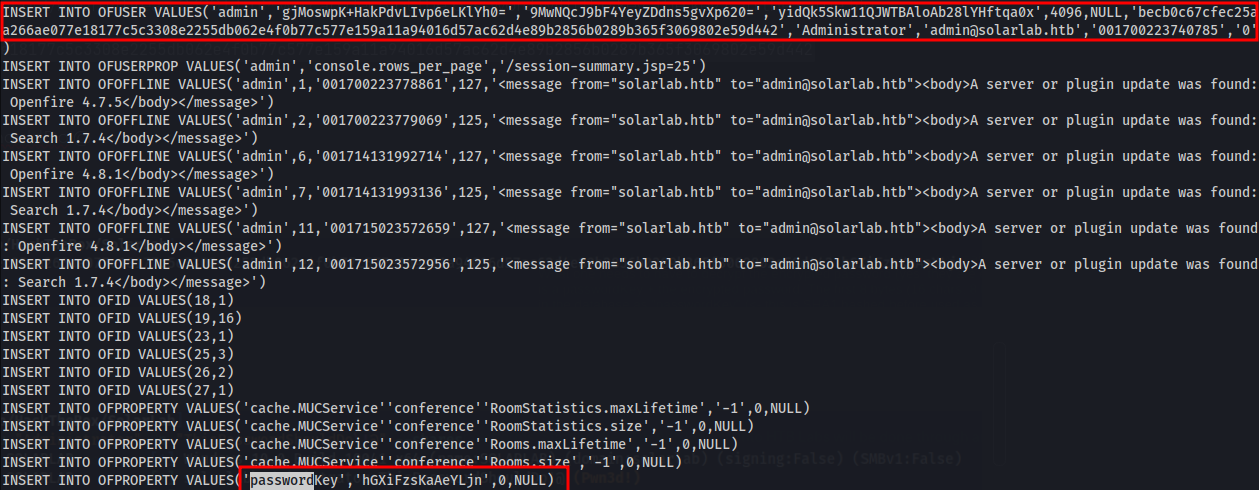 INSERT INTO OFUSER VALUES('admin','gjMoswpK+HakPdvLIvp6eLKlYh0=','9MwNQcJ9bF4YeyZDdns5gvXp620=','yidQk5Skw11QJWTBAloAb28lYHftqa0x',4096,NULL,'becb0c67cfec25aa266ae077e18177c5c3308e2255db062e4f0b77c577e159a11a94016d57ac62d4e89b2856b0289b365f3069802e59d442','Administrator','admin@solarlab.htb','001700223740785','0'
)
INSERT INTO OFUSERPROP VALUES('admin','console.rows_per_page','/session-summary.jsp=25')
INSERT INTO OFOFFLINE VALUES('admin',1,'001700223778861',127,'<message from="solarlab.htb" to="admin@solarlab.htb"><body>A server or plugin update was found:
Openfire 4.7.5</body></message>')
INSERT INTO OFOFFLINE VALUES('admin',2,'001700223779069',125,'<message from="solarlab.htb" to="admin@solarlab.htb"><body>A server or plugin update was found:
Search 1.7.4</body></message>')
INSERT INTO OFOFFLINE VALUES('admin',6,'001714131992714',127,'<message from="solarlab.htb" to="admin@solarlab.htb"><body>A server or plugin update was found:
Openfire 4.8.1</body></message>')
INSERT INTO OFOFFLINE VALUES('admin',7,'001714131993136',125,'<message from="solarlab.htb" to="admin@solarlab.htb"><body>A server or plugin update was found:
Search 1.7.4</body></message>')
INSERT INTO OFOFFLINE VALUES('admin',11,'001715023572659',127,'<message from="solarlab.htb" to="admin@solarlab.htb"><body>A server or plugin update was found
: Openfire 4.8.1</body></message>')
INSERT INTO OFOFFLINE VALUES('admin',12,'001715023572956',125,'<message from="solarlab.htb" to="admin@solarlab.htb"><body>A server or plugin update was found
: Search 1.7.4</body></message>')
INSERT INTO OFID VALUES(18,1)
INSERT INTO OFID VALUES(19,16)
INSERT INTO OFID VALUES(23,1)
INSERT INTO OFID VALUES(25,3)
INSERT INTO OFID VALUES(26,2)
INSERT INTO OFID VALUES(27,1)
INSERT INTO OFPROPERTY VALUES('cache.MUCService''conference''RoomStatistics.maxLifetime','-1',0,NULL)
INSERT INTO OFPROPERTY VALUES('cache.MUCService''conference''RoomStatistics.size','-1',0,NULL)
INSERT INTO OFPROPERTY VALUES('cache.MUCService''conference''Rooms.maxLifetime','-1',0,NULL)
INSERT INTO OFPROPERTY VALUES('cache.MUCService''conference''Rooms.size','-1',0,NULL)
INSERT INTO OFPROPERTY VALUES('passwordKey','hGXiFzsKaAeYLjn',0,NULL)